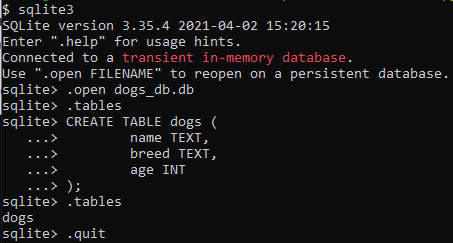 $ sqlite3
SQLite version 3.35.4 2021-04-02 15:20:15
Enter ".help" for usage hints.
Connected to a transient in-memory database.
Use ".open FILENAME" to reopen on a persistent database.
sqlite> .open dogs_db.db
sqlite> .tables
sqlite> CREATE TABLE dogs (
   ...>         name TEXT,
   ...>         breed TEXT,
   ...>         age INT
   ...> );
sqlite> .tables
dogs
sqlite> .quit